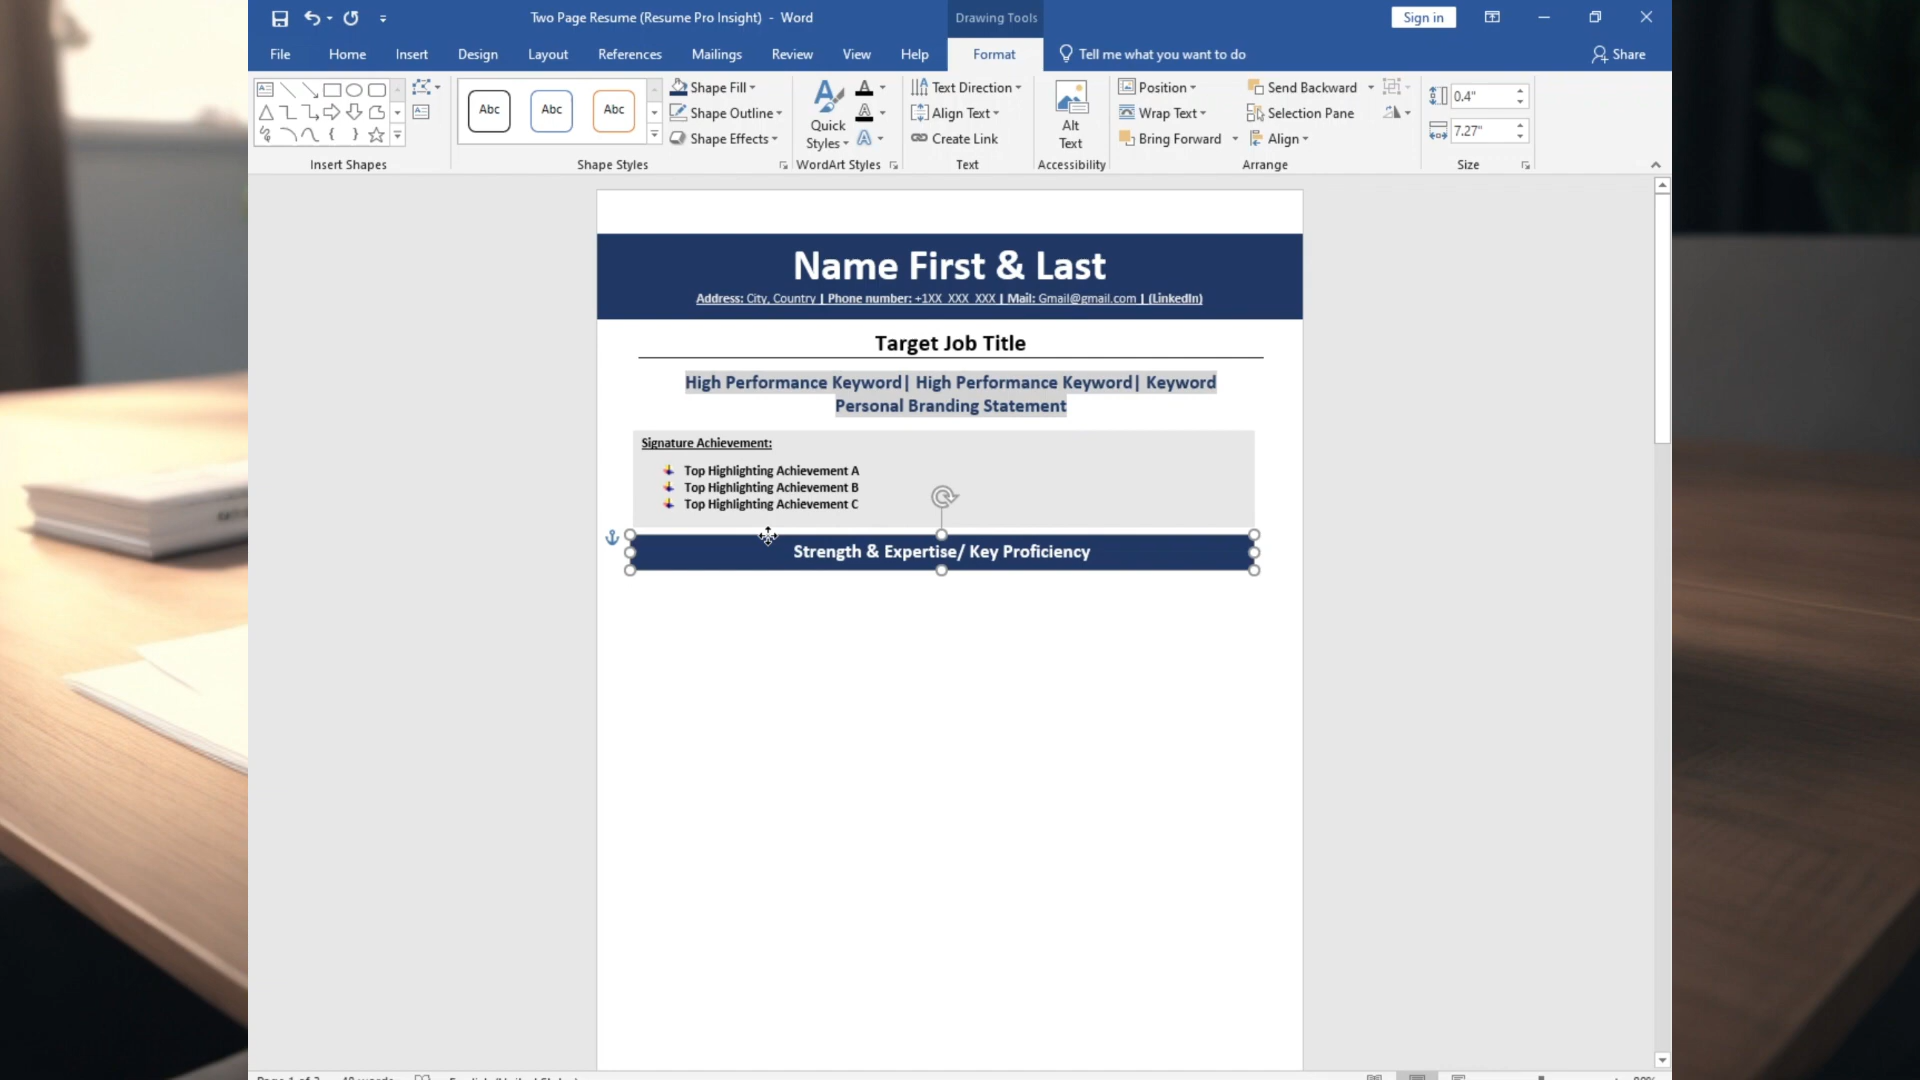 Two Page Resume (Resume Pro Insight) - Word
Drawing Tools
Sign in
File Home Insert Design Layout References Mailings Review View Help Format Tell me what you want to do Share
Abc Abc Abc
Shape Fill
Shape Outline
Shape Effects
Quick
Styles
Text Direction
Align Text
Create Link
Alt
Text
Position
Wrap Text
Bring Forward
Send Backward
Selection Pane
Align
0.4"
7.27"
Insert Shapes Shape Styles WordArt Styles Text Accessibility Arrange Size
Name First & Last
Address: City, Country | Phone number: +1XX XXX XXX | Mail: Gmail@gmail.com | (LinkedIn)
Target Job Title
High Performance Keyword| High Performance Keyword| Keyword
Personal Branding Statement
Signature Achievement:
Top Highlighting Achievement A
Top Highlighting Achievement B
Top Highlighting Achievement C
Strength & Expertise/ Key Proficiency